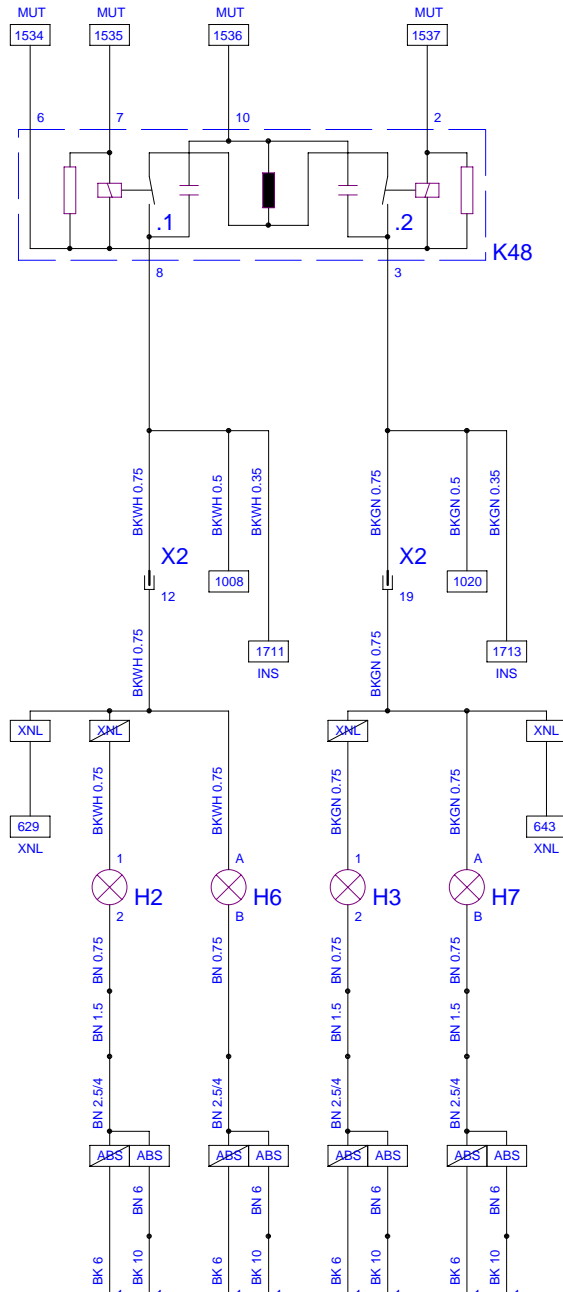 MUT MUT MUT MUT
1534 1535 1536 1537
6 7 10 2
.1 .2
K48
8 3
BKWH 0.75 BKWH 0.5 BKWH 0.35 BKGN 0.75 BKGN 0.5 BKGN 0.35
X2 X2
1008 1020
12 19
BKWH 0.75 BKGN 0.75
1711 1713
INS INS
XNL XNL XNL XNL
BKWH 0.75 BKWH 0.75 BKGN 0.75 BKGN 0.75
629 643
XNL XNL
1 A 1 A
H2 H6 H3 H7
2 B 2 B
BN 0.75 BN 0.75 BN 0.75 BN 0.75
BN 1.5 BN 1.5 BN 1.5
BN 2.5/4 BN 2.5/4 BN 2.5/4 BN 2.5/4
ABS ABS ABS ABS ABS ABS ABS ABS
BN 6 BN 6 BN 6 BN 6
BK 6 BK 10 BK 6 BK 10 BK 6 BK 10 BK 6 BK 10